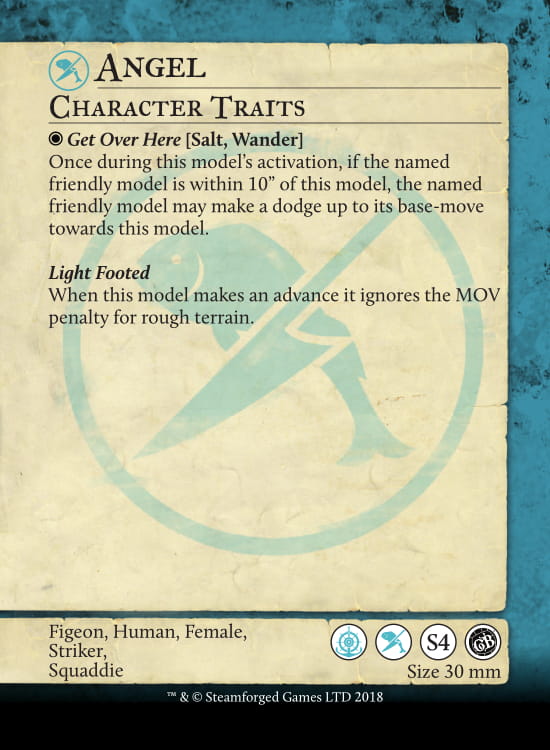 Angel
Character Traits
Get Over Here [Salt, Wander]
Once during this model's activation, if the named
friendly model is within 10” of this model, the named
friendly model may make a dodge up to its base-move
towards this model.
Light Footed
When this model makes an advance it ignores the MOV
penalty for rough terrain.
Figeon, Human, Female,
Striker,
Squaddie
S4
GB
Size 30 mm
™ & © Steamforged Games LTD 2018